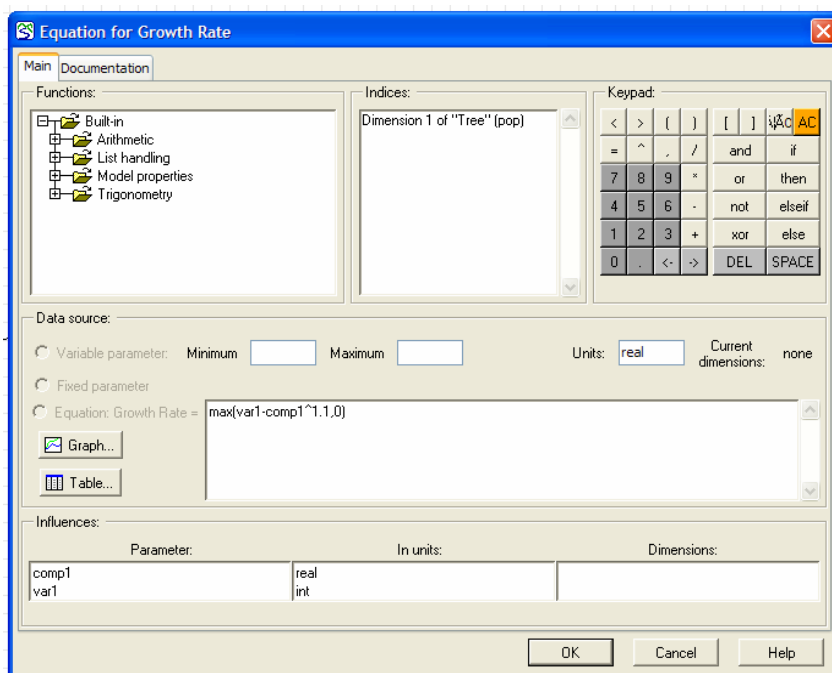 Equation for Growth Rate
Main Documentation
Functions:
Built-in
Arithmetic
List handling
Model properties
Trigonometry
Indices:
Dimension 1 of "Tree" (pop)
Keypad:
< > ( ) [ ] AC
= ^ , / and if
7 8 9 * or then
4 5 6 - not elseif
1 2 3 + xor else
0 . <- -> DEL SPACE
Data source:
Variable parameter: Minimum Maximum Units: real Current dimensions: none
Fixed parameter
Equation: Growth Rate = max(var1-comp1^1.1,0)
Graph...
Table...
Influences:
Parameter: In units: Dimensions:
comp1 real
var1 int
OK Cancel Help